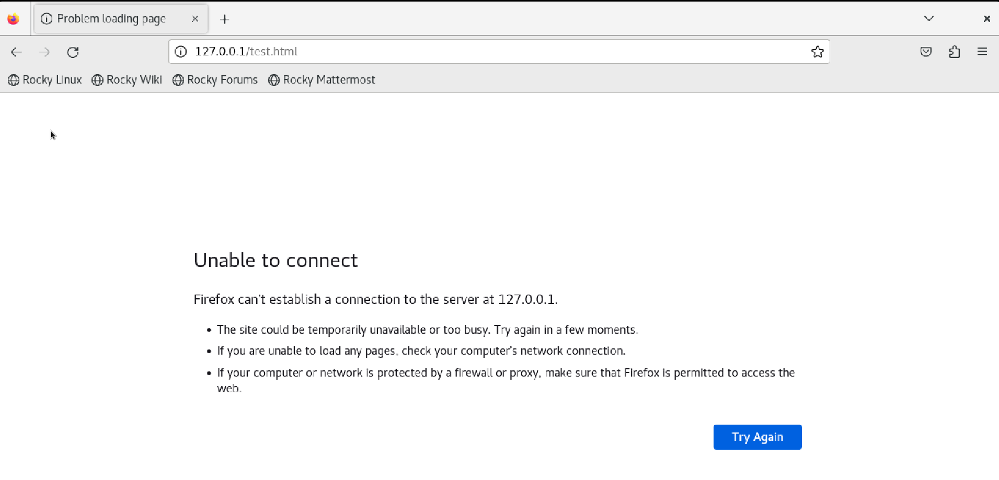 Problem loading page
127.0.0.1/test.html
Rocky Linux Rocky Wiki Rocky Forums Rocky Mattermost
Unable to connect
Firefox can’t establish a connection to the server at 127.0.0.1.
• The site could be temporarily unavailable or too busy. Try again in a few moments.
• If you are unable to load any pages, check your computer’s network connection.
• If your computer or network is protected by a firewall or proxy, make sure that Firefox is permitted to access the
web.
Try Again